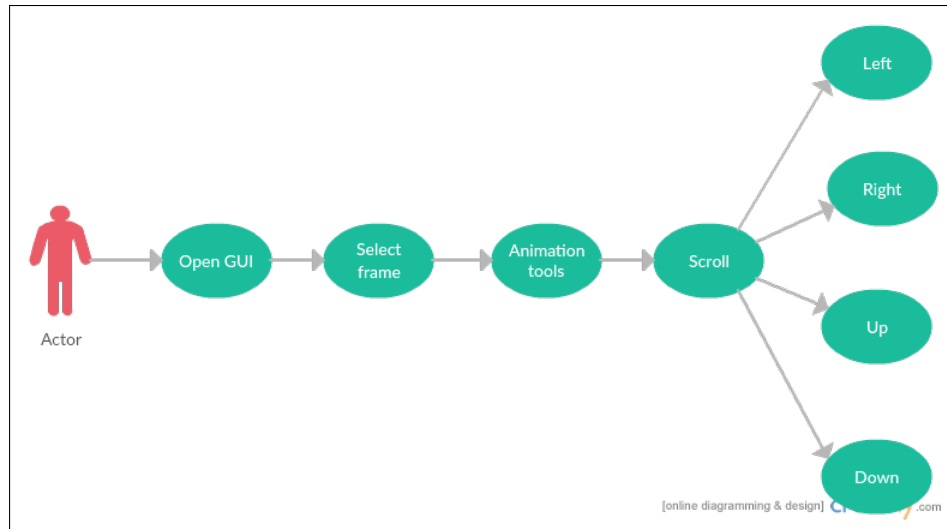 Left
Right
Open GUI
Select
frame
Animation
tools
Scroll
Actor
Up
Down
[online diagramming & design]
.com